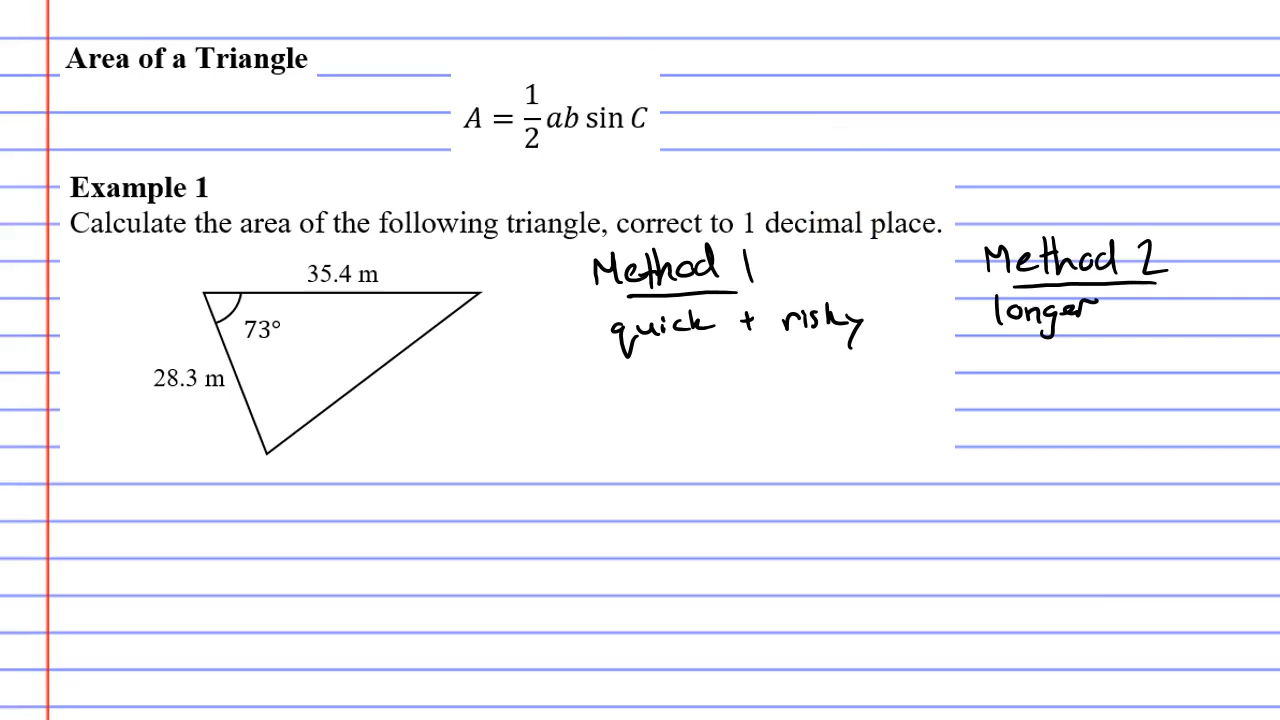 Area of a Triangle
A = 1/2 ab sin C
Example 1
Calculate the area of the following triangle, correct to 1 decimal place.
35.4 m
73°
28.3 m
Method 1
quick + risky
Method 2
longer